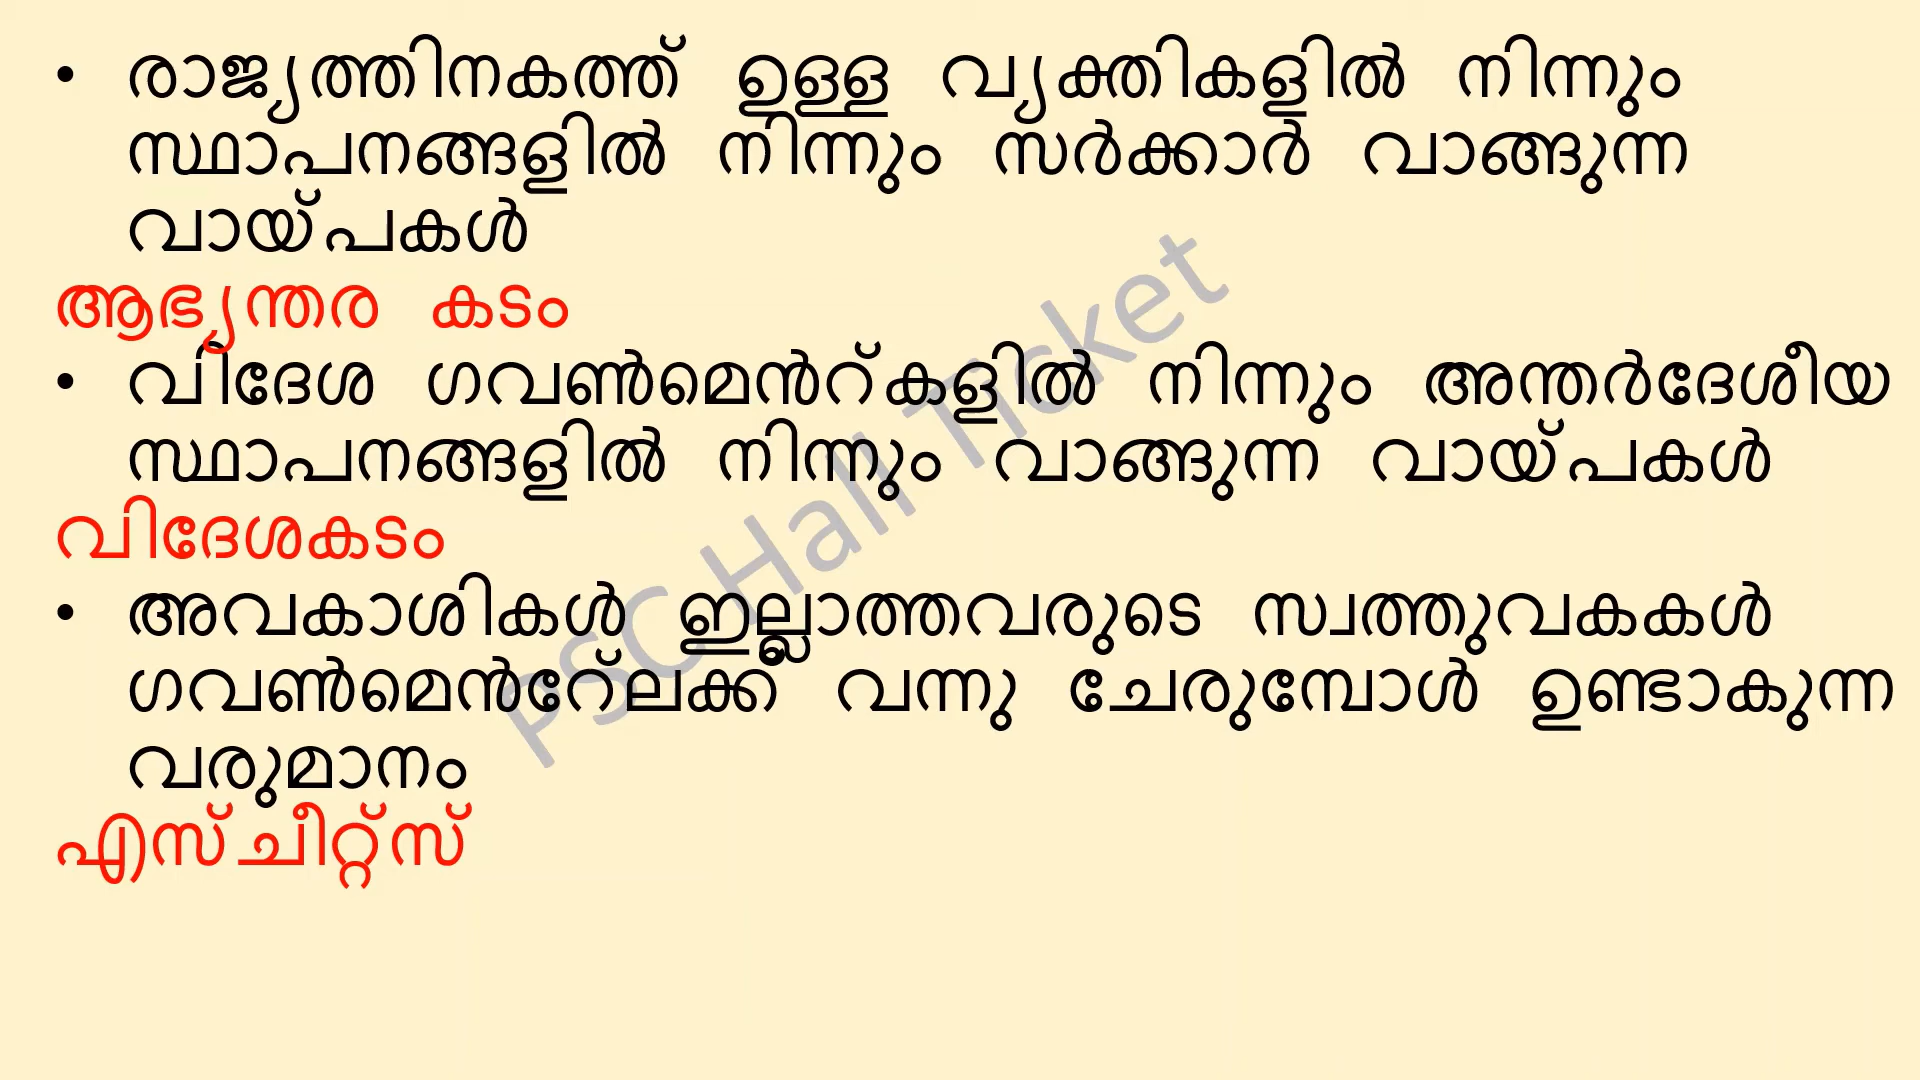 • രാജ്യത്തിനകത്ത് ഉള്ള വ്യക്തികളിൽ നിന്നും
സ്ഥാപനങ്ങളിൽ നിന്നും സർക്കാർ വാങ്ങുന്ന
വായ്പകൾ
ആഭ്യന്തര കടം
• വിദേശ ഗവൺമെൻറ്കളിൽ നിന്നും അന്തർദേശീയ
സ്ഥാപനങ്ങളിൽ നിന്നും വാങ്ങുന്ന വായ്പകൾ
വിദേശകടം
• അവകാശികൾ ഇല്ലാത്തവരുടെ സ്വത്തുവകകൾ
ഗവൺമെൻറേ്ലക്ക് വന്നു ചേരുമ്പോൾ ഉണ്ടാകുന്ന
വരുമാനം
എസ്ചീറ്റ്സ്
PSC Hall Ticket